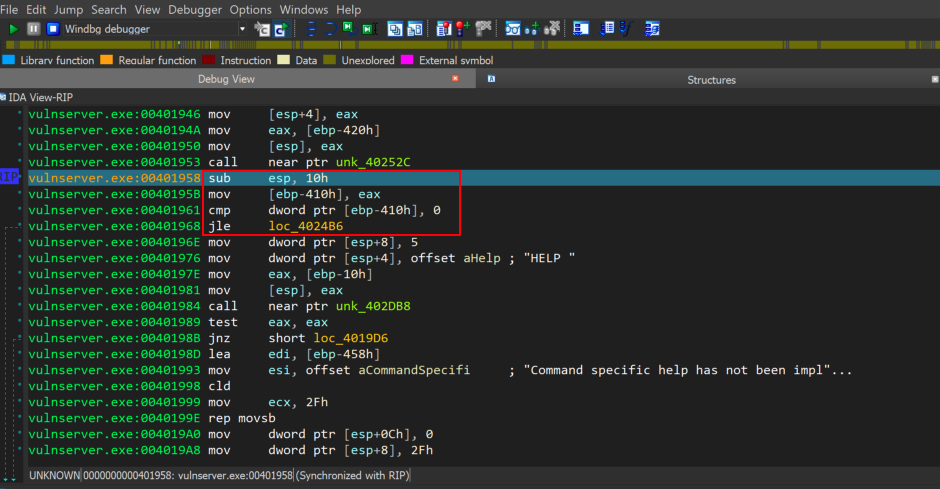 File Edit Jump Search View Debugger Options Windows Help
Windbg debugger
Library function Regular function Instruction Data Unexplored External symbol
Debug View Structures
IDA View-RIP
vulnserver.exe:00401946 mov [esp+4], eax
vulnserver.exe:0040194A mov eax, [ebp-420h]
vulnserver.exe:00401950 mov [esp], eax
vulnserver.exe:00401953 call near ptr unk_40252C
RIP vulnserver.exe:00401958 sub esp, 10h
vulnserver.exe:0040195B mov [ebp-410h], eax
vulnserver.exe:00401961 cmp dword ptr [ebp-410h], 0
vulnserver.exe:00401968 jle loc_4024B6
vulnserver.exe:0040196E mov dword ptr [esp+8], 5
vulnserver.exe:00401976 mov dword ptr [esp+4], offset aHelp ; "HELP "
vulnserver.exe:0040197E mov eax, [ebp-10h]
vulnserver.exe:00401981 mov [esp], eax
vulnserver.exe:00401984 call near ptr unk_402DB8
vulnserver.exe:00401989 test eax, eax
vulnserver.exe:0040198B jnz short loc_4019D6
vulnserver.exe:0040198D lea edi, [ebp-458h]
vulnserver.exe:00401993 mov esi, offset aCommandSpecifi ; "Command specific help has not been impl"...
vulnserver.exe:00401998 cld
vulnserver.exe:00401999 mov ecx, 2Fh
vulnserver.exe:0040199E rep movsb
vulnserver.exe:004019A0 mov dword ptr [esp+0Ch], 0
vulnserver.exe:004019A8 mov dword ptr [esp+8], 2Fh
UNKNOWN 0000000000401958: vulnserver.exe:00401958 (Synchronized with RIP)